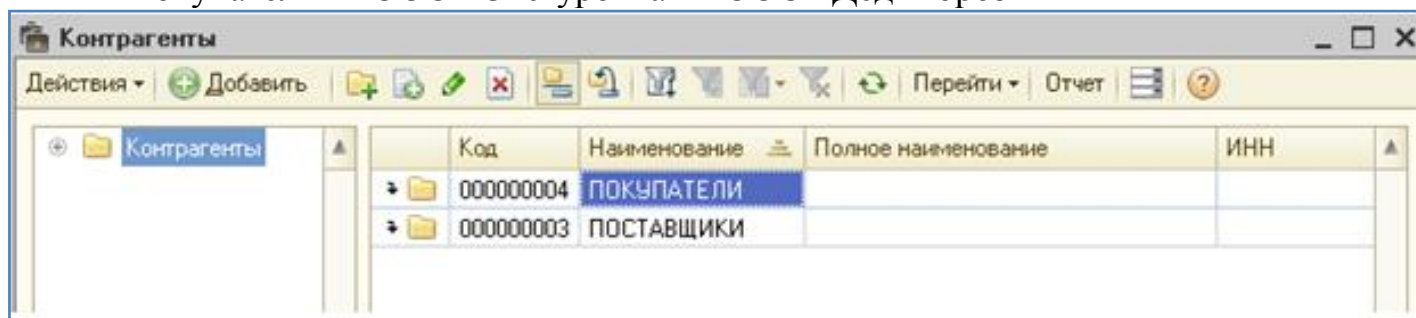 Контрагенты
Действия Добавить Перейти Отчет
Контрагенты
Код Наименование Полное наименование ИНН
000000004 ПОКУПАТЕЛИ
000000003 ПОСТАВЩИКИ